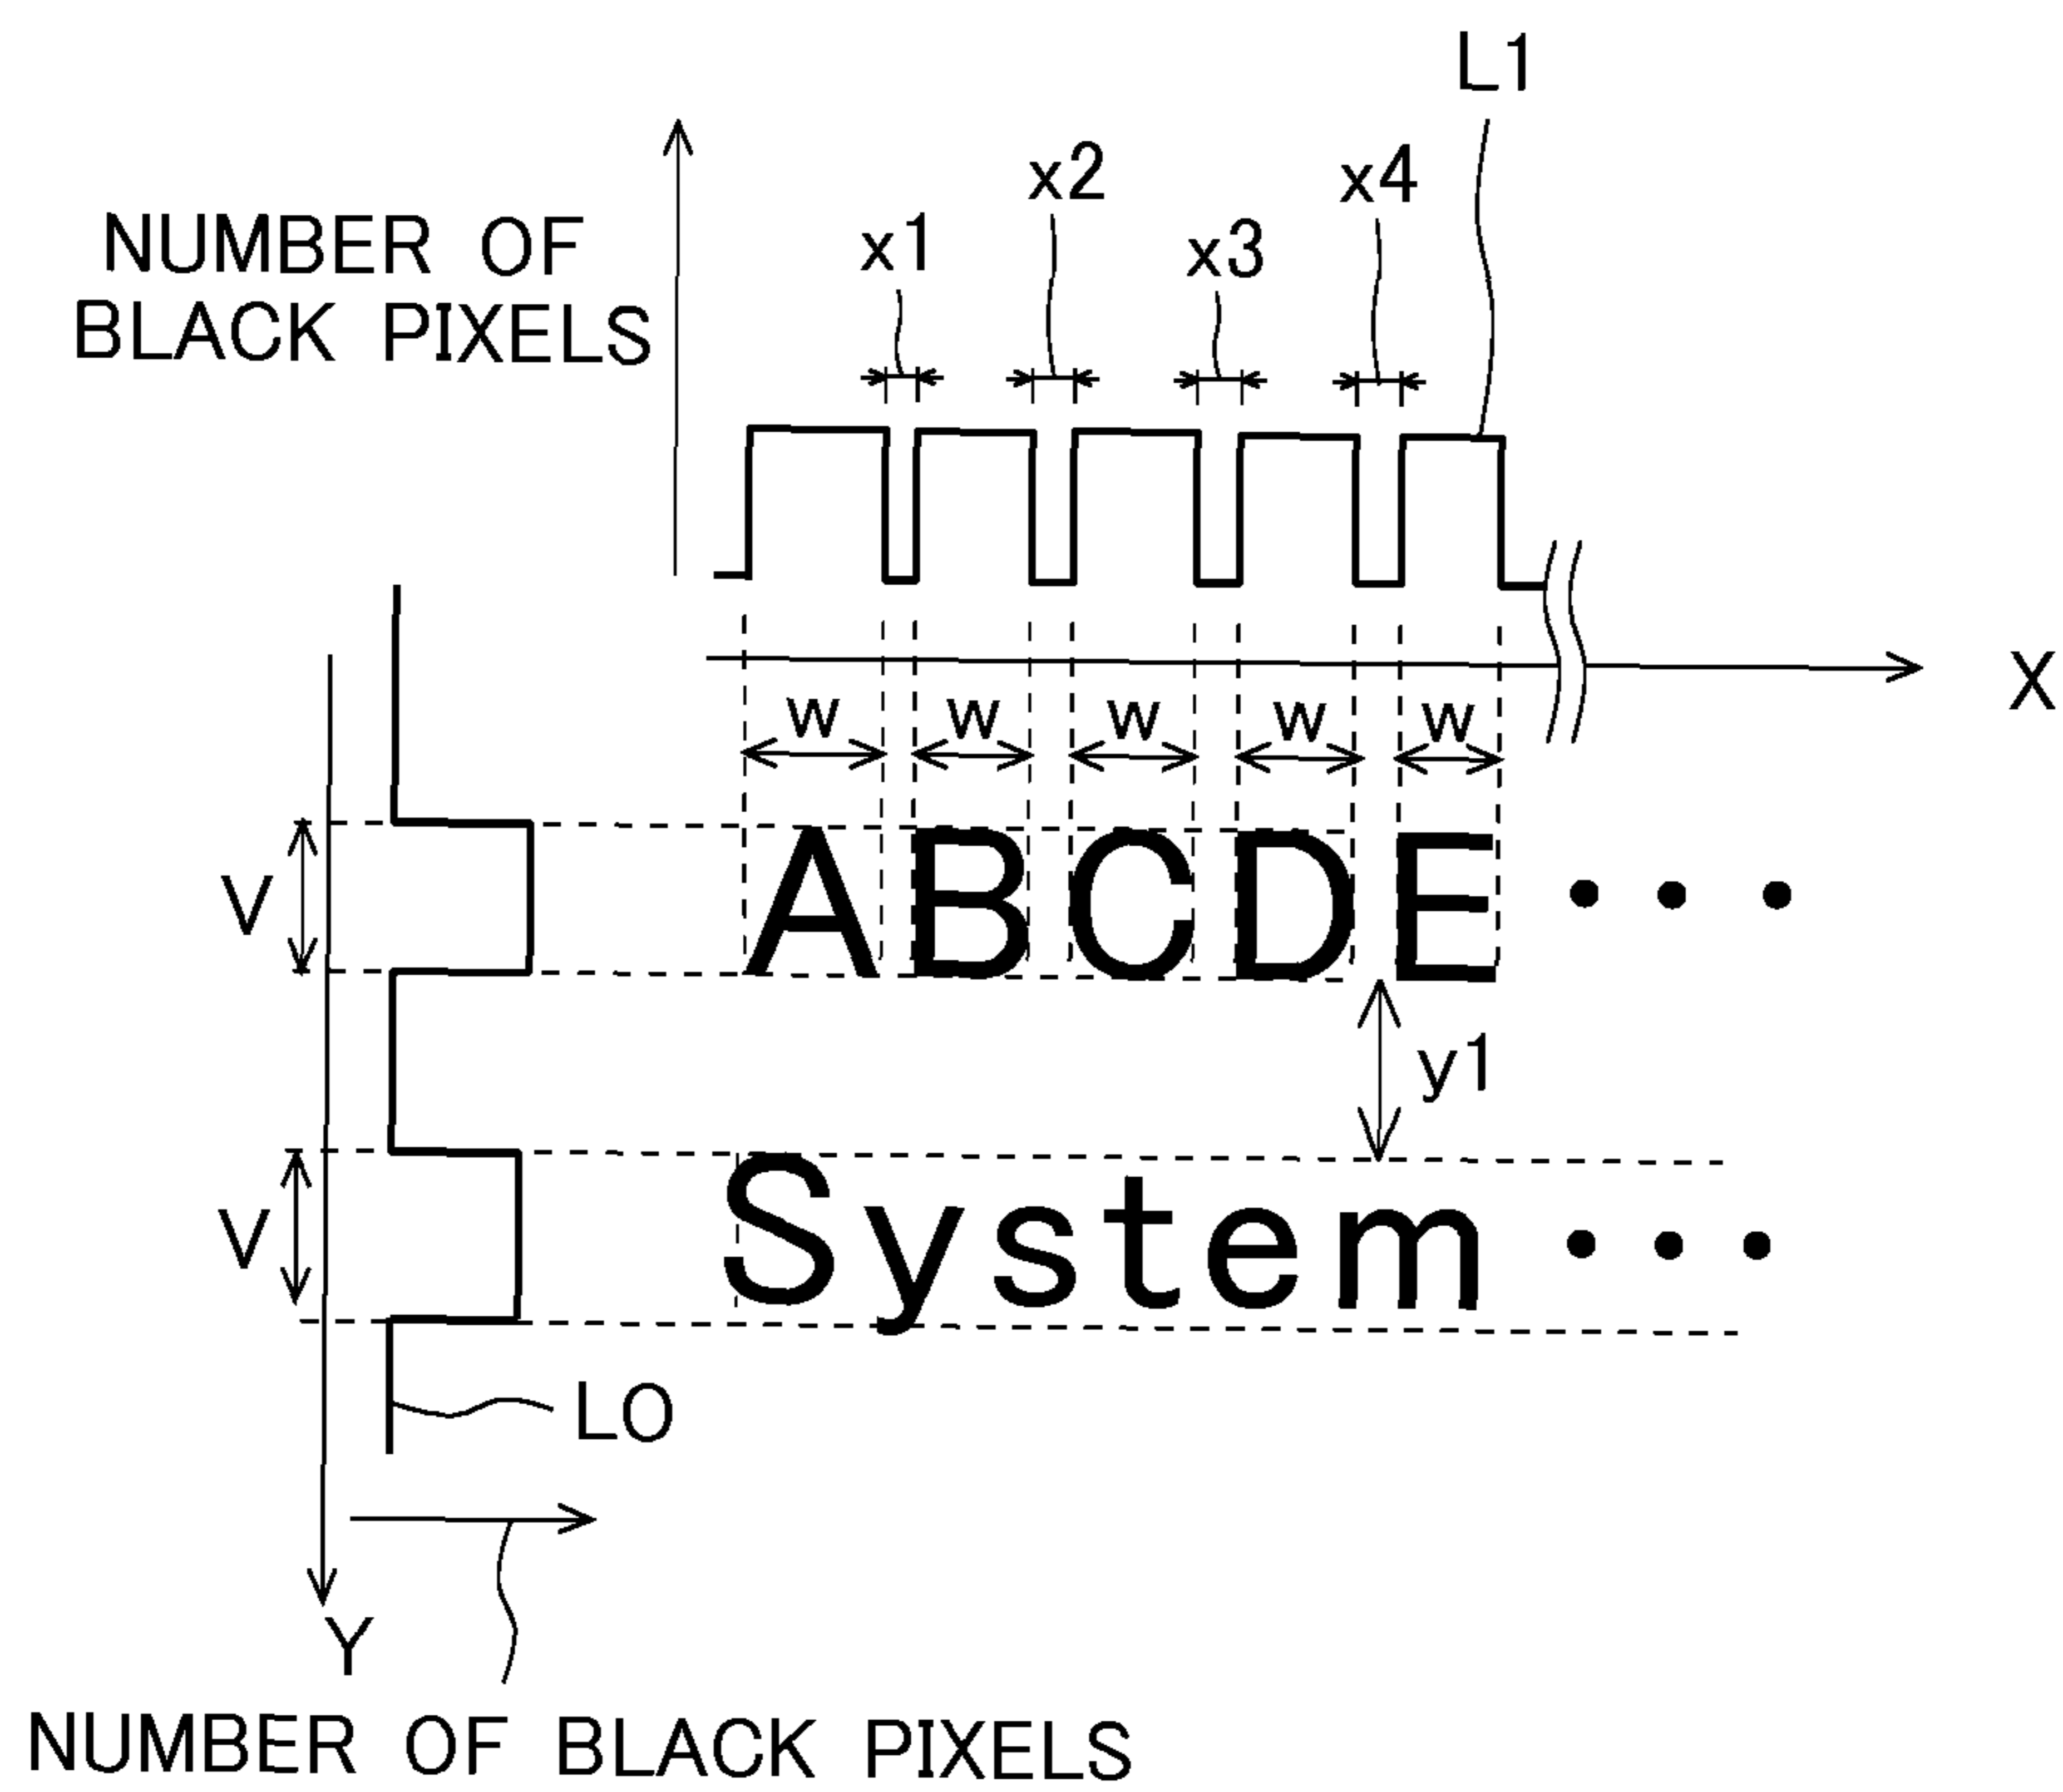 L1
x2 x4
NUMBER OF x1 x3
BLACK PIXELS
X
w w w w w
V ABCDE • • •
y1
V System • • •
LO
Y
NUMBER OF BLACK PIXELS